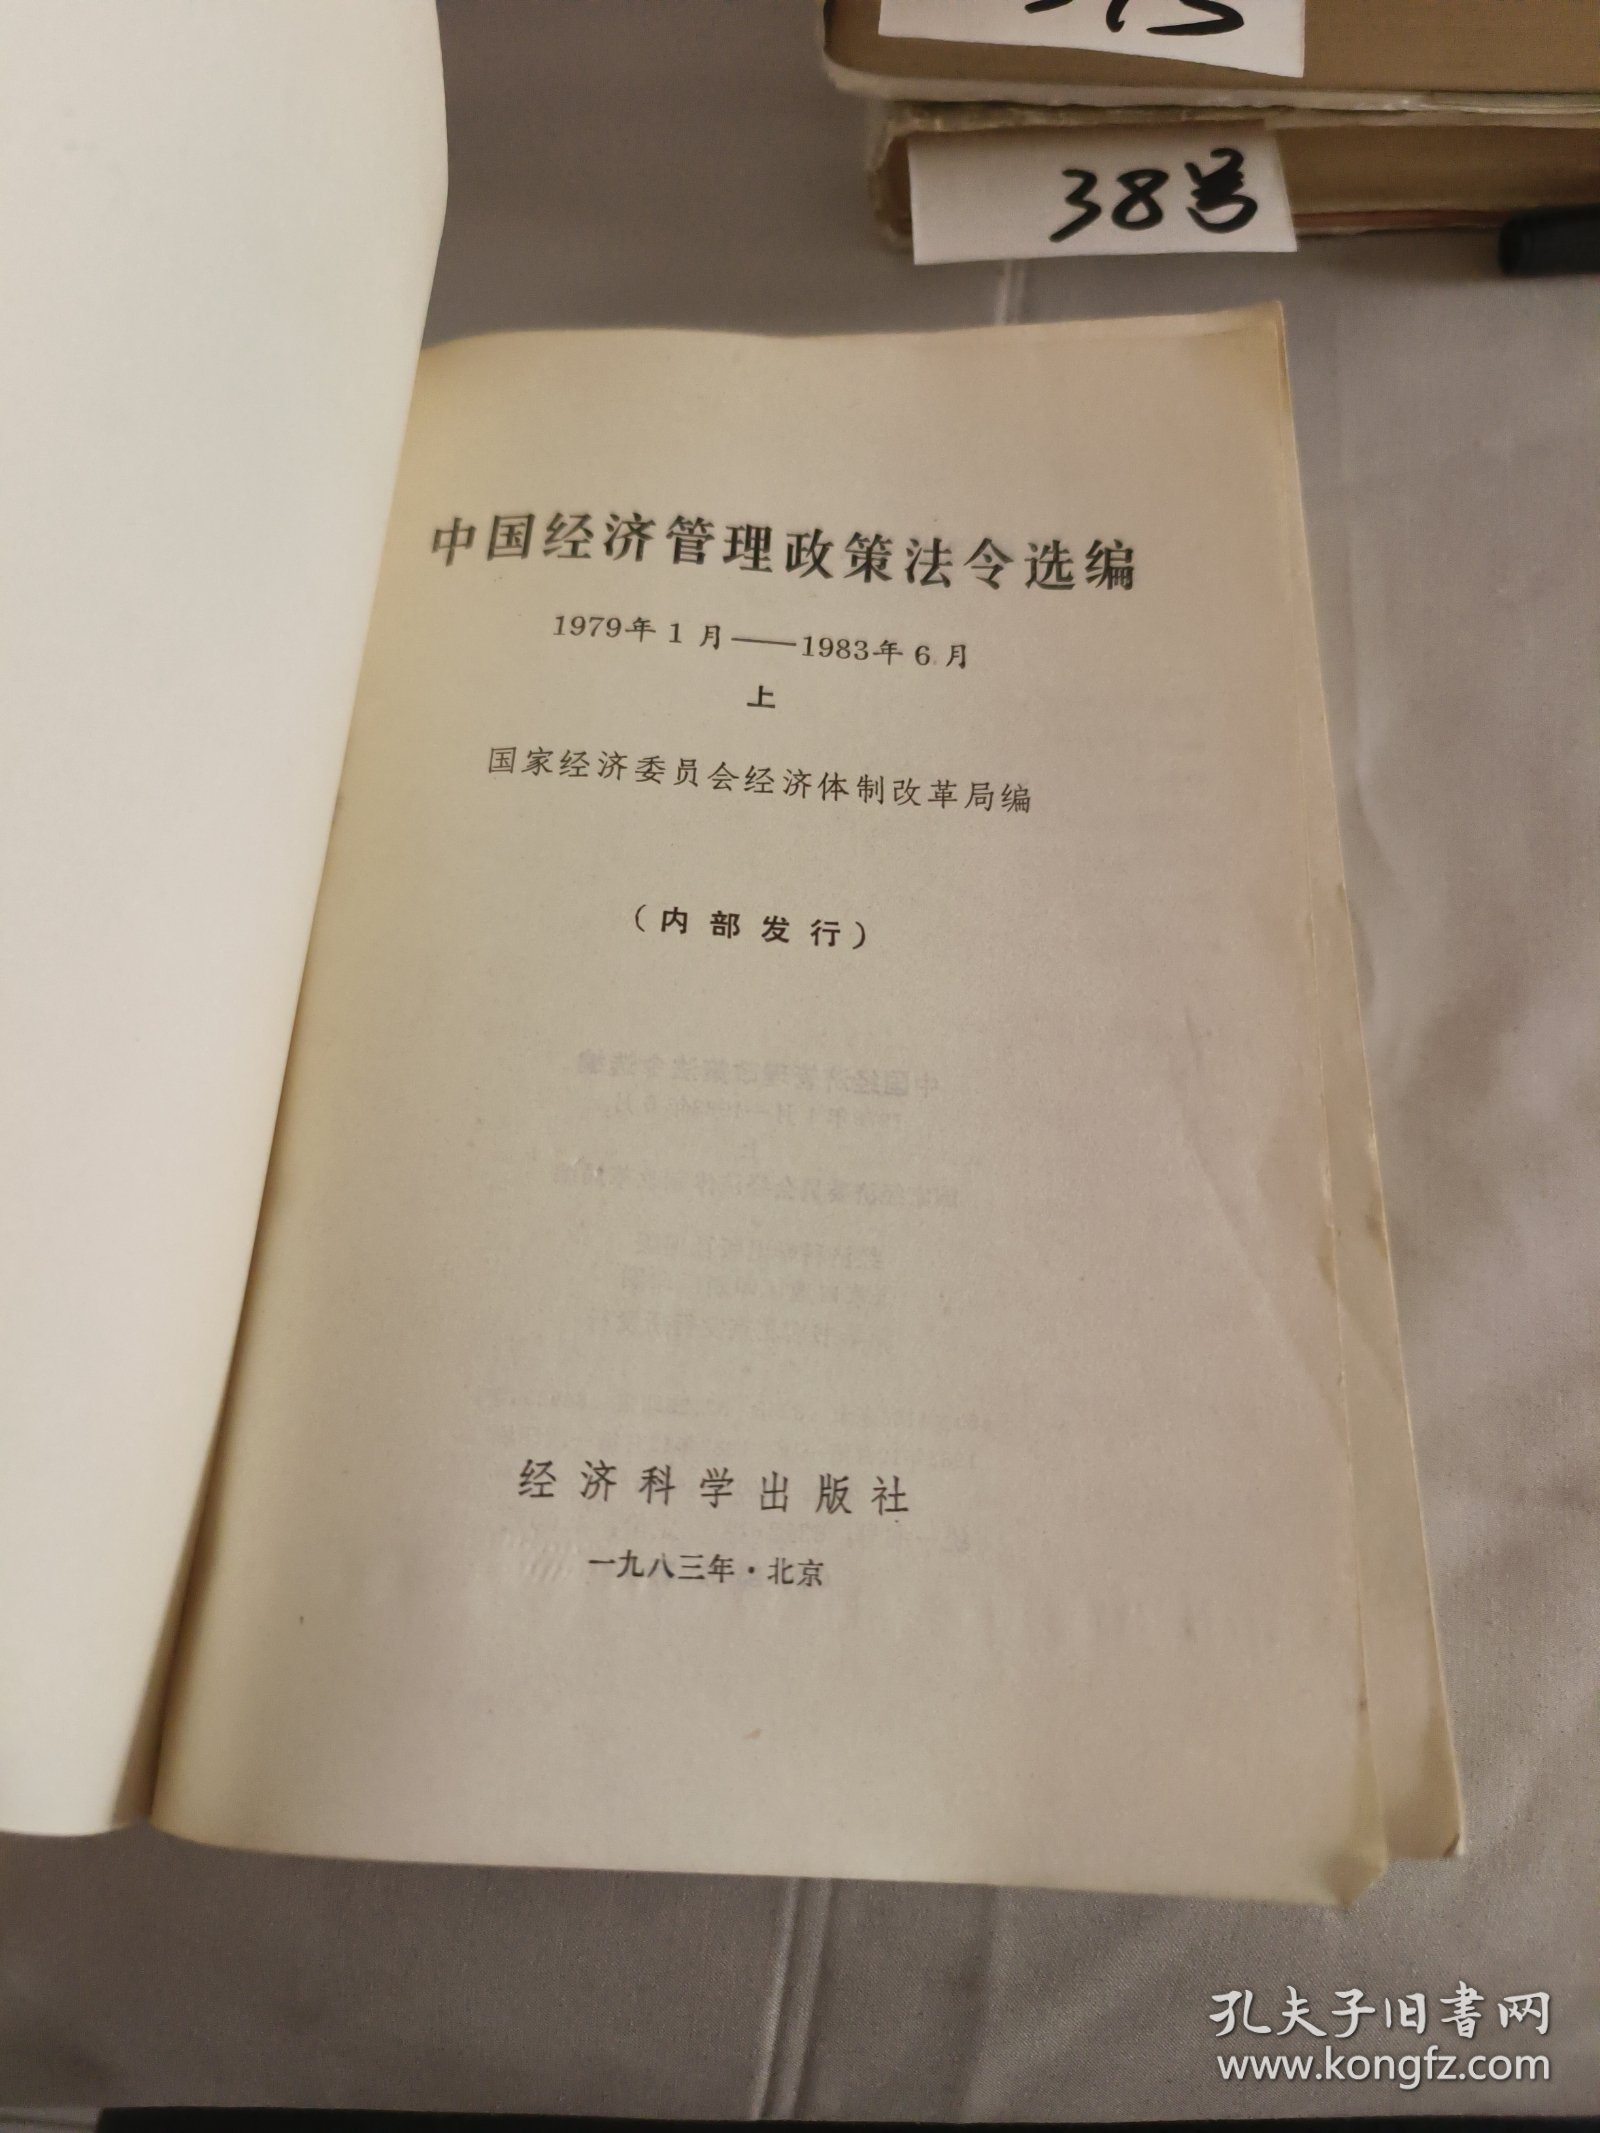 38号
中国经济管理政策法令选编
1979年1月——1983年6月
上
国家经济委员会经济体制改革局编
（内部发行）
经济科学出版社
一九八三年·北京
孔夫子旧书网
www.kongfz.com